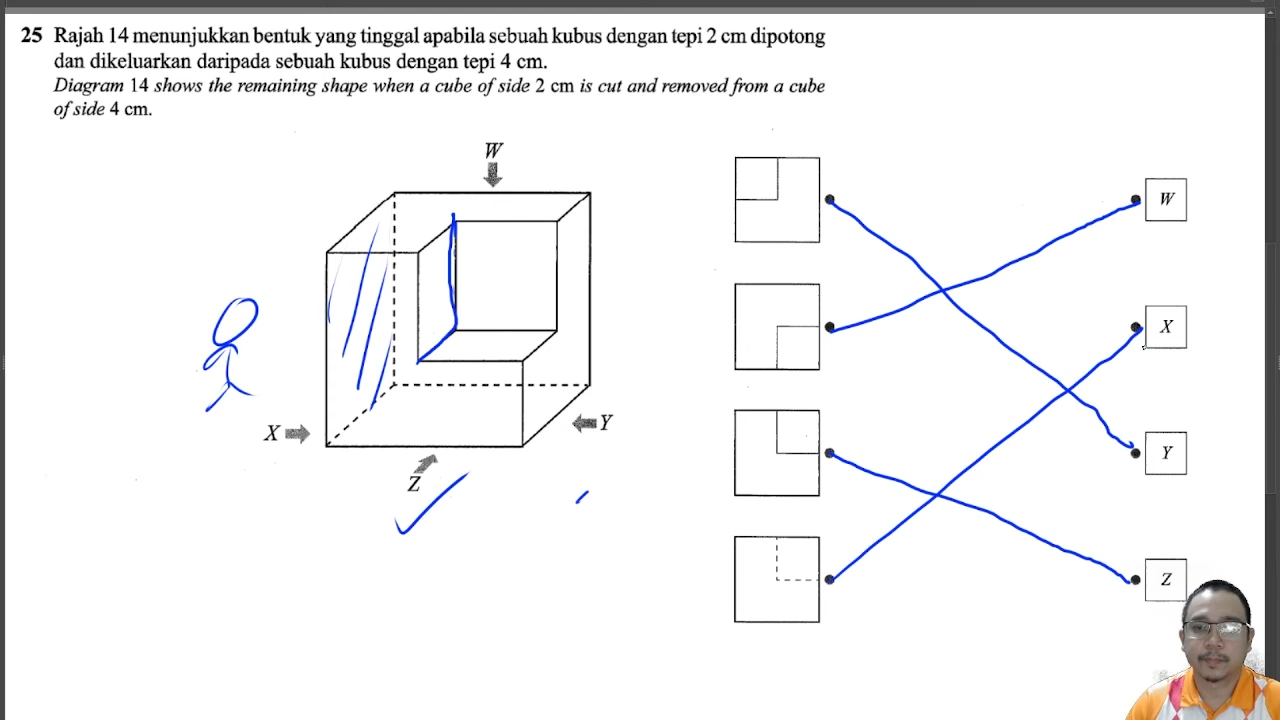 25 Rajah 14 menunjukkan bentuk yang tinggal apabila sebuah kubus dengan tepi 2 cm dipotong
dan dikeluarkan daripada sebuah kubus dengan tepi 4 cm.
Diagram 14 shows the remaining shape when a cube of side 2 cm is cut and removed from a cube
of side 4 cm.
W
X
Y
Z
W
X
Y
Z